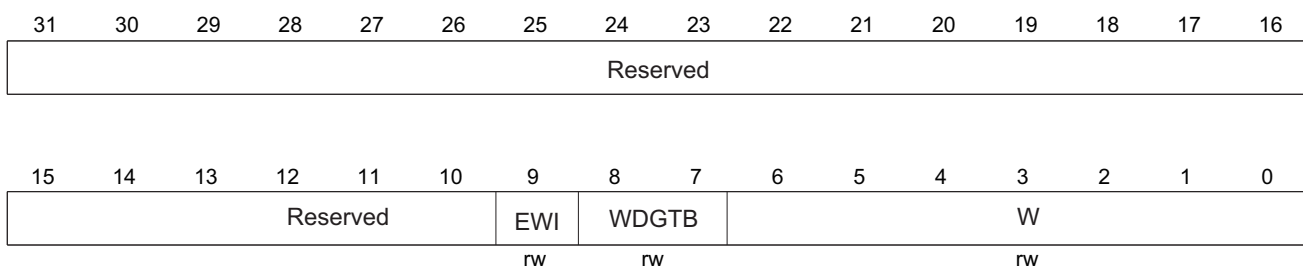 31 30 29 28 27 26 25 24 23 22 21 20 19 18 17 16
Reserved
15 14 13 12 11 10 9 8 7 6 5 4 3 2 1 0
Reserved EWI WDGTB W
rw rw rw